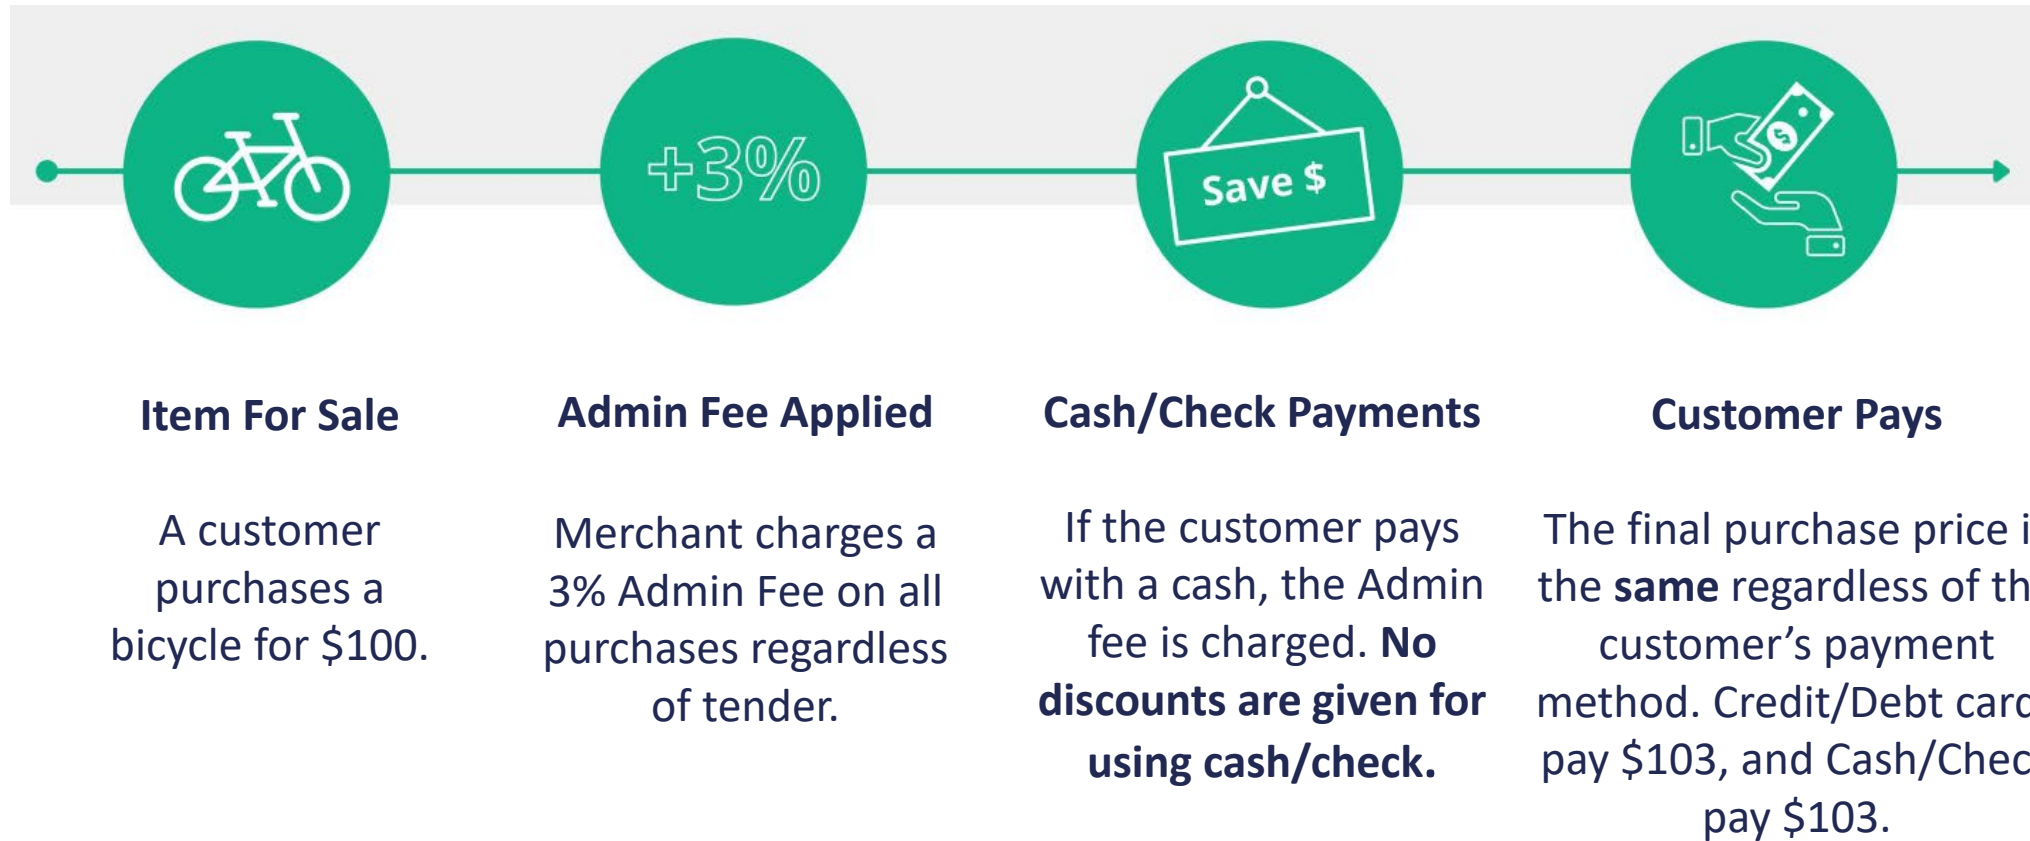 +3%
Save $
Item For Sale
A customer
purchases a
bicycle for $100.
Admin Fee Applied
Merchant charges a
3% Admin Fee on all
purchases regardless
of tender.
Cash/Check Payments
If the customer pays
with a cash, the Admin
fee is charged. No
discounts are given for
using cash/check.
Customer Pays
The final purchase price i
the same regardless of th
customer's payment
method. Credit/Debt card
pay $103, and Cash/Chec
pay $103.